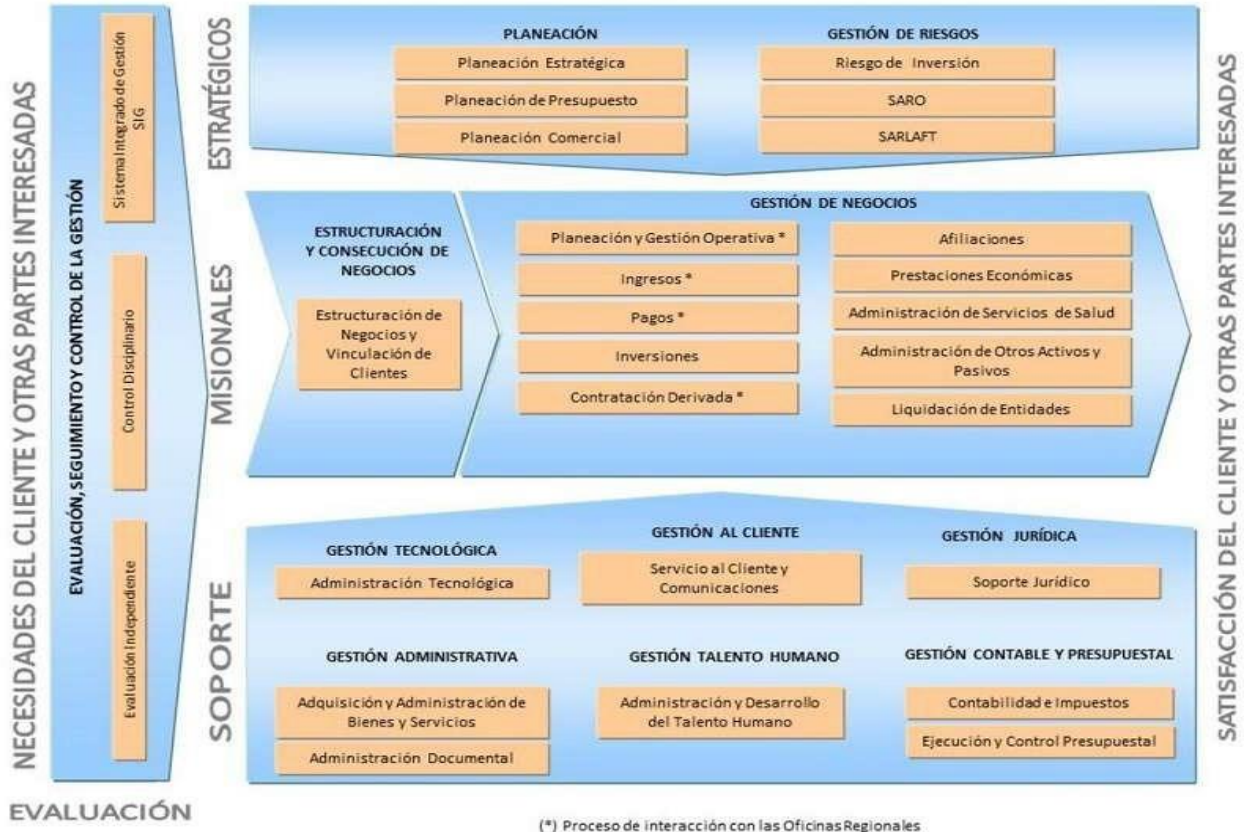 NECESIDADES DEL CLIENTE Y OTRAS PARTES INTERESADAS
EVALUACIÓN, SEGUIMIENTO Y CONTROL DE LA GESTIÓN
Sistema Integrado de Gestión
SIG
Control Disciplinario
Evaluación Independiente
EVALUACIÓN
ESTRATÉGICOS
PLANEACIÓN
Planeación Estratégica
Planeación de Presupuesto
Planeación Comercial
GESTIÓN DE RIESGOS
Riesgo de Inversión
SARO
SARLAFT
MISIONALES
ESTRUCTURACIÓN
Y CONSECUCIÓN DE
NEGOCIOS
Estructuración de
Negocios y
Vinculación de
Clientes
GESTIÓN DE NEGOCIOS
Planeación y Gestión Operativa *
Ingresos *
Pagos *
Inversiones
Contratación Derivada *
Afiliaciones
Prestaciones Económicas
Administración de Servicios de Salud
Administración de Otros Activos y
Pasivos
Liquidación de Entidades
SOPORTE
GESTIÓN TECNOLÓGICA
Administración Tecnológica
GESTIÓN AL CLIENTE
Servicio al Cliente y
Comunicaciones
GESTIÓN JURÍDICA
Soporte Jurídico
GESTIÓN ADMINISTRATIVA
Adquisición y Administración de
Bienes y Servicios
Administración Documental
GESTIÓN TALENTO HUMANO
Administración y Desarrollo
del Talento Humano
GESTIÓN CONTABLE Y PRESUPUESTAL
Contabilidad e Impuestos
Ejecución y Control Presupuestal
SATISFACCIÓN DEL CLIENTE Y OTRAS PARTES INTERESADAS
(*) Proceso de interacción con las Oficinas Regionales